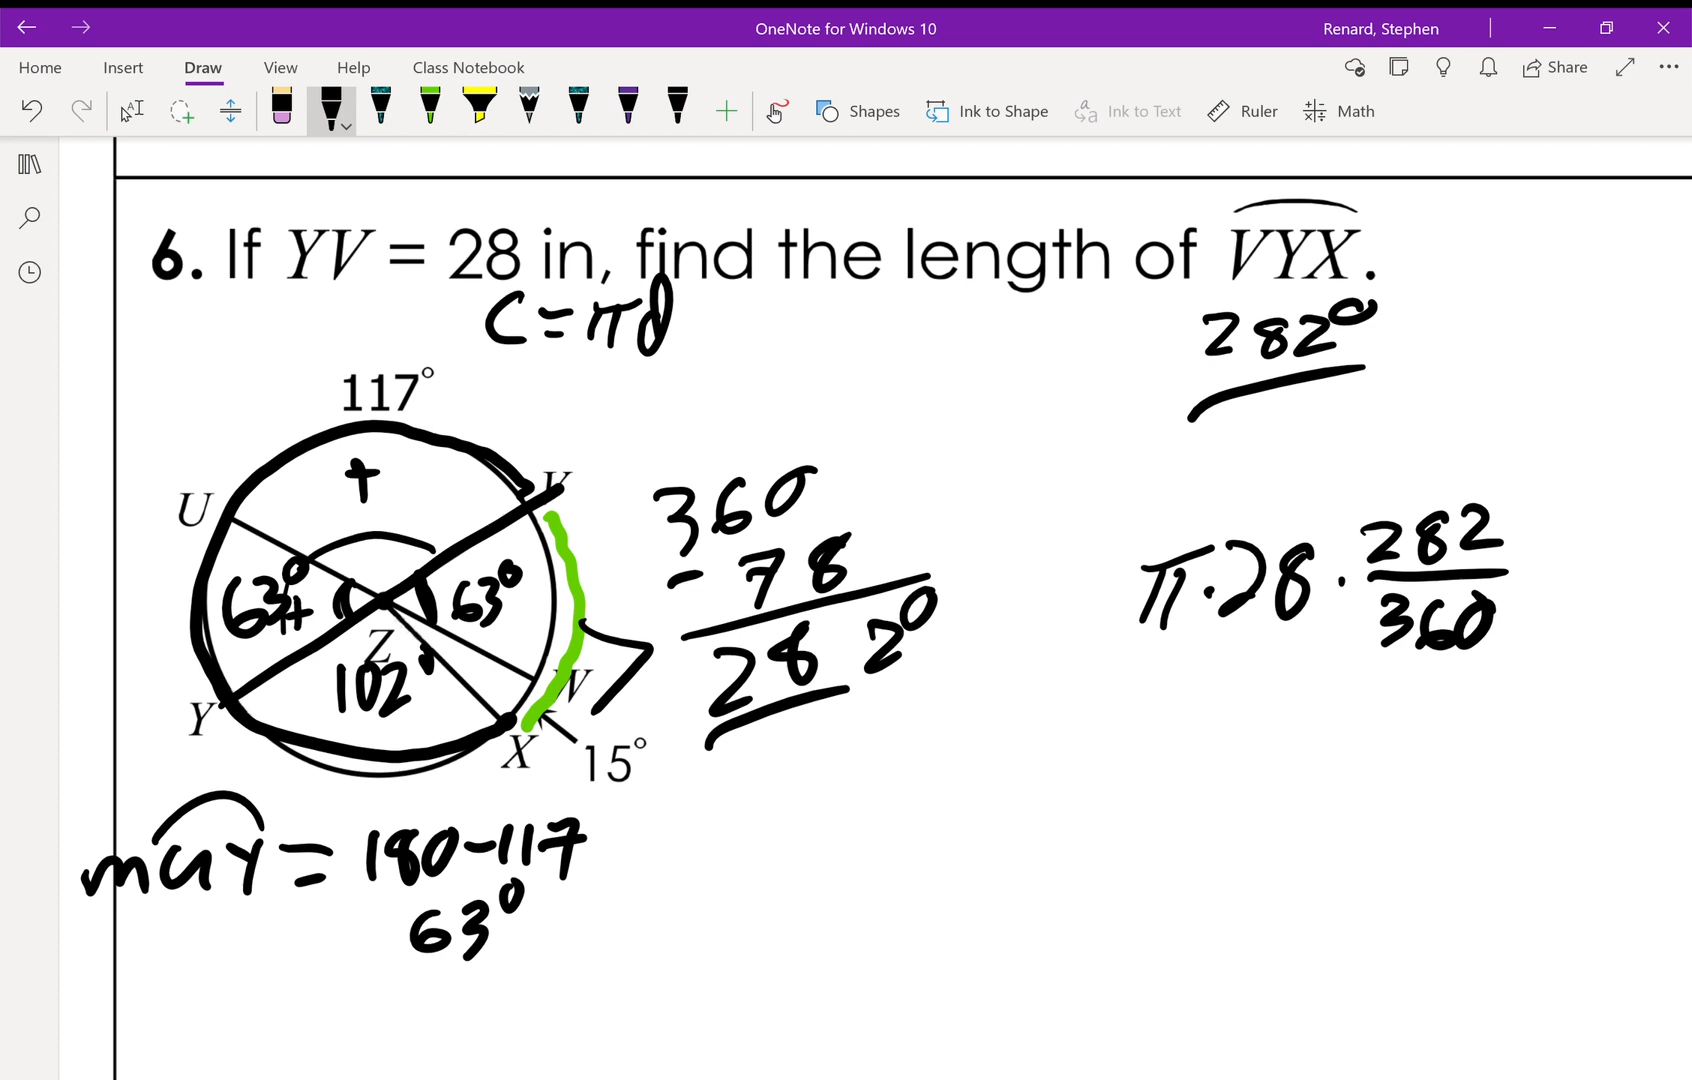 OneNote for Windows 10
Renard, Stephen
Home Insert Draw View Help Class Notebook
Share
Shapes Ink to Shape Ink to Text Ruler Math
6. If YV = 28 in, find the length of VYX.
C = πd
282°
117°
+
U
V
63°
+
63°
Z
102°
W
Y
X
15°
360
- 78
282°
π · 28 · 282/360
m UY = 180 - 117
63°